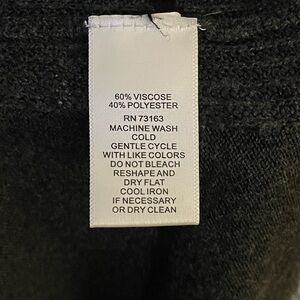 60% VISCOSE
40% POLYESTER
RN 73163
MACHINE WASH
COLD
GENTLE CYCLE
WITH LIKE COLORS
DO NOT BLEACH
RESHAPE AND
DRY FLAT
COOL IRON
IF NECESSARY
OR DRY CLEAN